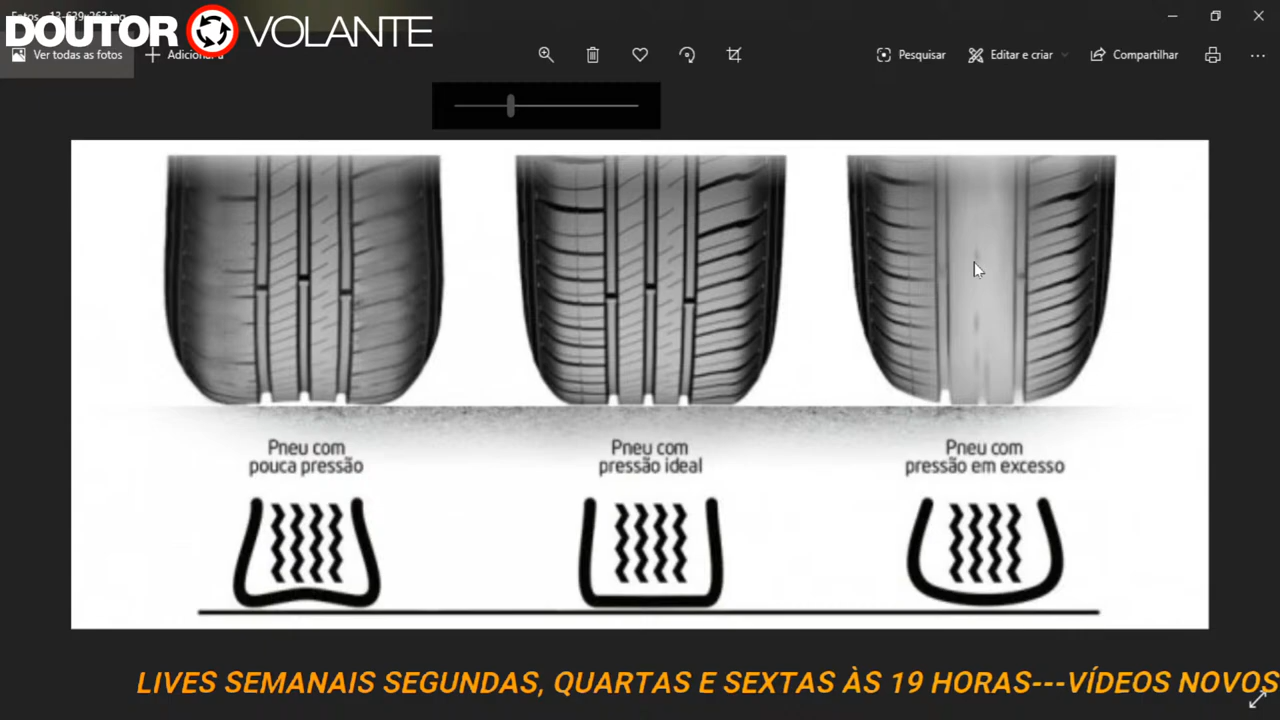 DOUTOR VOLANTE
Ver todas as fotos
Adicionar a
Pesquisar
Editar e criar
Compartilhar
Pneu com
pouca pressão
Pneu com
pressão ideal
Pneu com
pressão em excesso
LIVES SEMANAIS SEGUNDAS, QUARTAS E SEXTAS ÀS 19 HORAS---VÍDEOS NOVOS